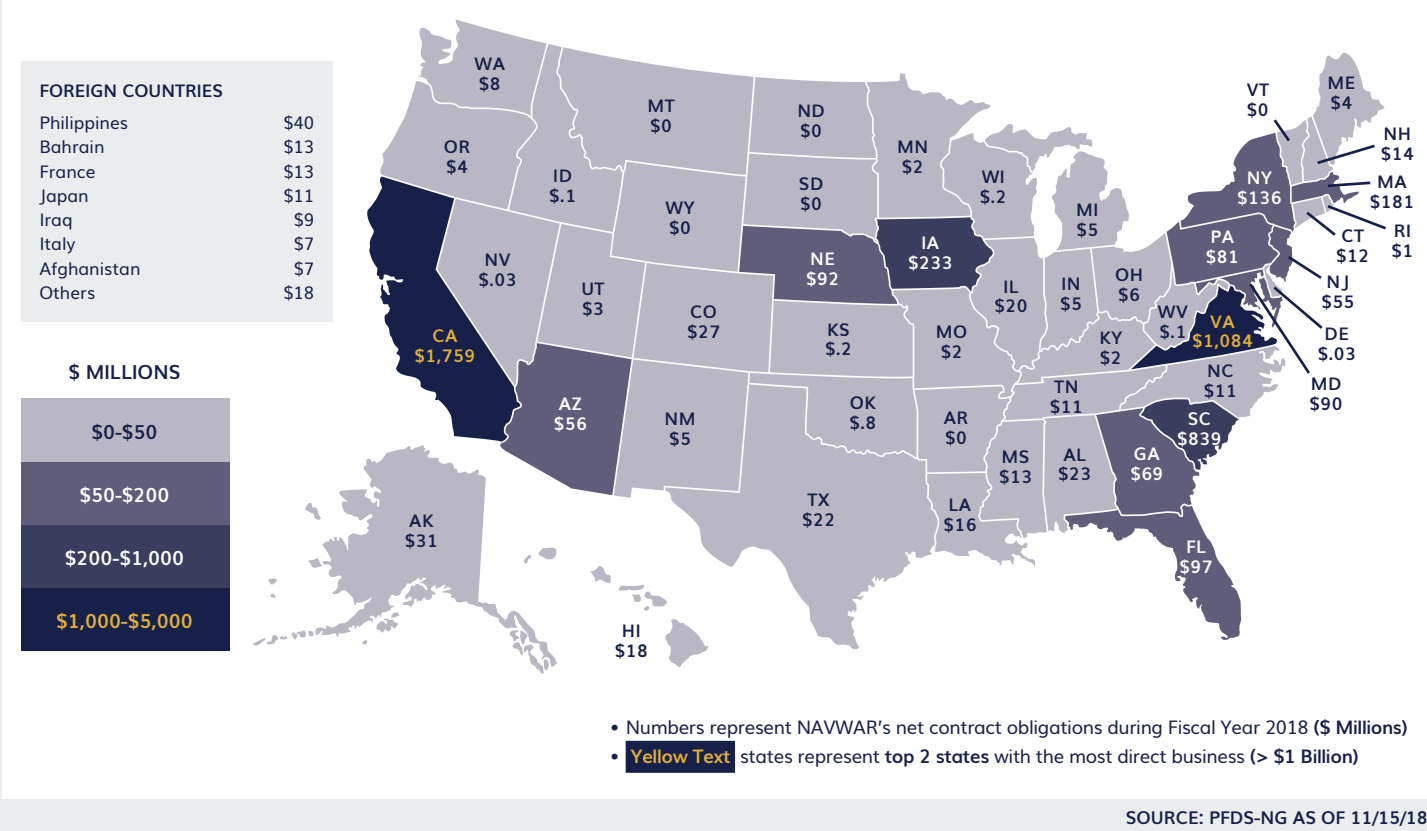 FOREIGN COUNTRIES
Philippines $40
Bahrain $13
France $13
Japan $11
Iraq $9
Italy $7
Afghanistan $7
Others $18
$ MILLIONS
$0-$50
$50-$200
$200-$1,000
$1,000-$5,000
WA
$8
OR
$4
CA
$1,759
ID
$.1
NV
$.03
MT
$0
WY
$0
UT
$3
AZ
$56
CO
$27
NM
$5
ND
$0
SD
$0
NE
$92
KS
$.2
OK
$.8
TX
$22
MN
$2
IA
$233
MO
$2
AR
$0
LA
$16
WI
$.2
IL
$20
MI
$5
IN
$5
OH
$6
KY
$2
TN
$11
MS
$13
AL
$23
GA
$69
FL
$97
SC
$839
NC
$11
WV
$.1
VA
$1,084
PA
$81
NY
$136
VT
$0
ME
$4
NH
$14
MA
$181
RI
$1
CT
$12
NJ
$55
DE
$.03
MD
$90
AK
$31
HI
$18
• Numbers represent NAVWAR's net contract obligations during Fiscal Year 2018 ($ Millions)
• Yellow Text states represent top 2 states with the most direct business (> $1 Billion)
SOURCE: PFDS-NG AS OF 11/15/18